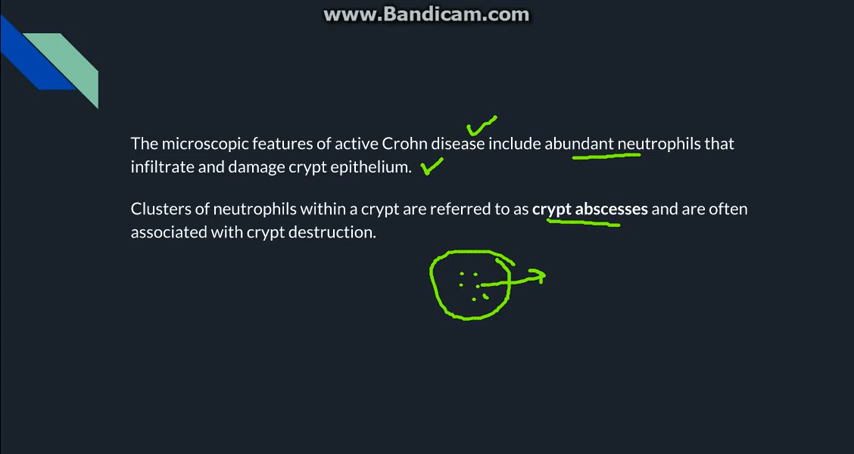 www.Bandicam.com
The microscopic features of active Crohn disease include abundant neutrophils that
infiltrate and damage crypt epithelium.
Clusters of neutrophils within a crypt are referred to as crypt abscesses and are often
associated with crypt destruction.